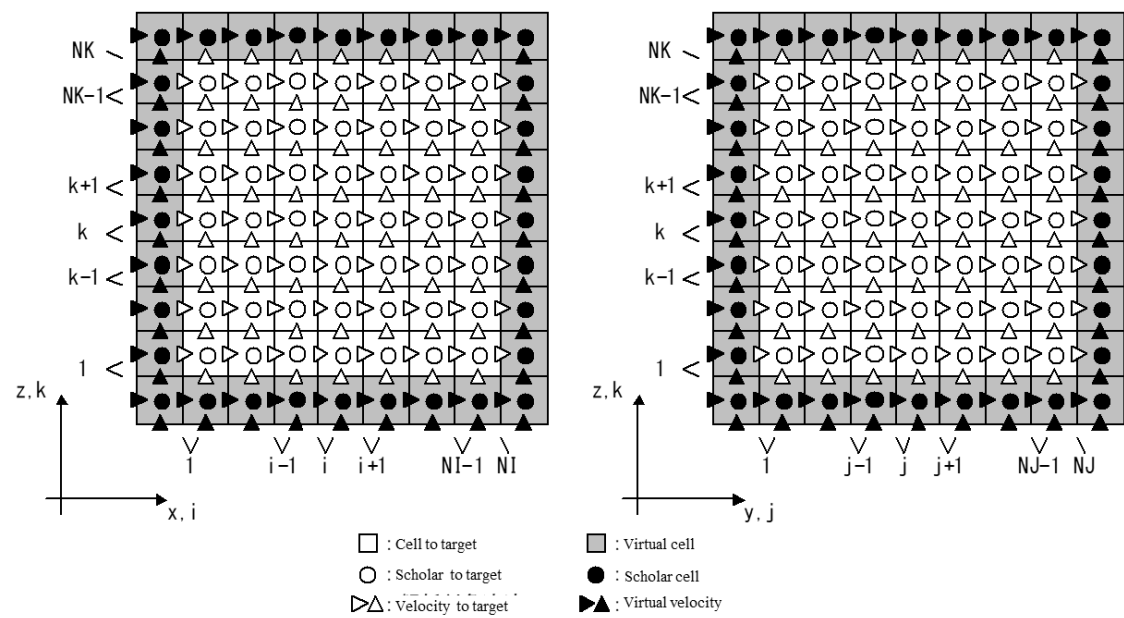 NK
NK-1
k+1
k
k-1
1
z, k
1
i-1
i
i+1
NI-1
NI
x, i
NK
NK-1
k+1
k
k-1
1
z, k
1
j-1
j
j+1
NJ-1
NJ
y, j
: Cell to target
: Virtual cell
: Scholar to target
: Scholar cell
: Velocity to target
: Virtual velocity